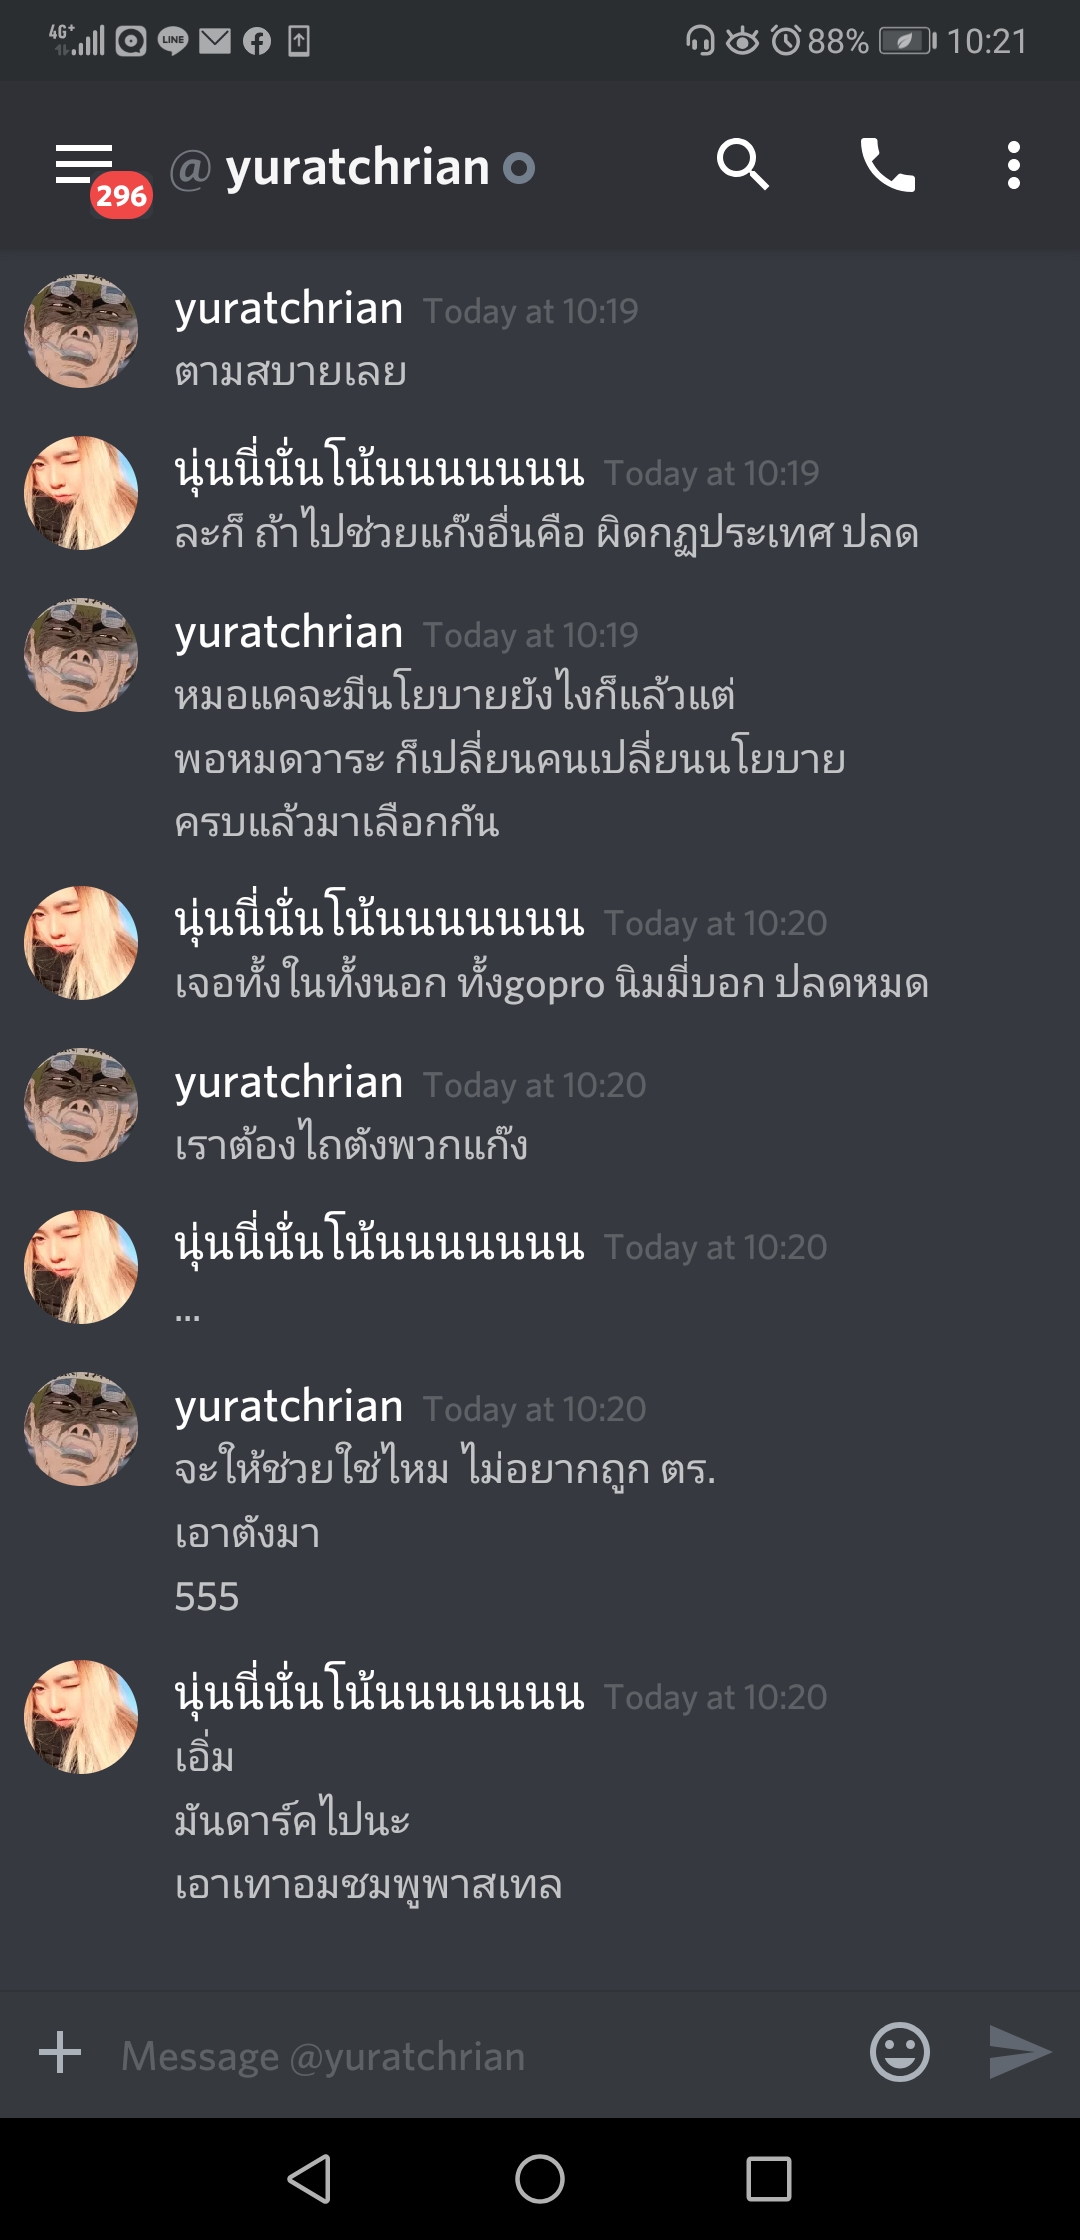 4G+
LINE
88%
10:21
296
@ yuratchrian
yuratchrian Today at 10:19
ตามสบายเลย
นุ่นนี่นั่นโน้นนนนนนนน Today at 10:19
ละก็ ถ้าไปช่วยแก๊งอื่นคือ ผิดกฏประเทศ ปลด
yuratchrian Today at 10:19
หมอแคจะมีนโยบายยังไงก็แล้วแต่
พอหมดวาระ ก็เปลี่ยนคนเปลี่ยนนโยบาย
ครบแล้วมาเลือกกัน
นุ่นนี่นั่นโน้นนนนนนนน Today at 10:20
เจอทั้งในทั้งนอก ทั้งgopro นิมมี่บอก ปลดหมด
yuratchrian Today at 10:20
เราต้องไถตังพวกแก๊ง
นุ่นนี่นั่นโน้นนนนนนนน Today at 10:20
...
yuratchrian Today at 10:20
จะให้ช่วยใช่ไหม ไม่อยากถูก ตร.
เอาตังมา
555
นุ่นนี่นั่นโน้นนนนนนนน Today at 10:20
เอิ่ม
มันดาร์คไปนะ
เอาเทาอมชมพูพาสเทล
Message @yuratchrian